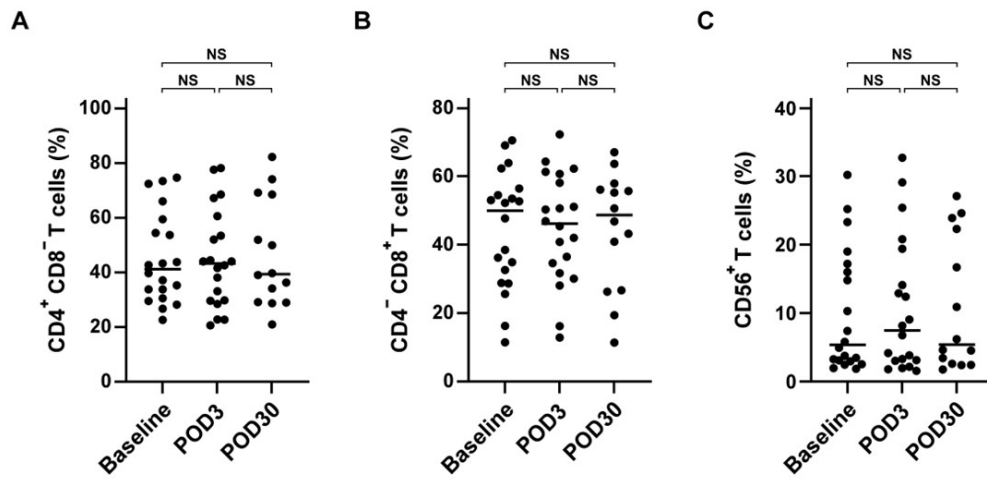 A
NS
NS NS
CD4⁺ CD8⁻ T cells (%)
100
80
60
40
20
0
Baseline
POD3
POD30
B
NS
NS NS
CD4⁻ CD8⁺ T cells (%)
80
60
40
20
0
Baseline
POD3
POD30
C
NS
NS NS
CD56⁺ T cells (%)
40
30
20
10
0
Baseline
POD3
POD30